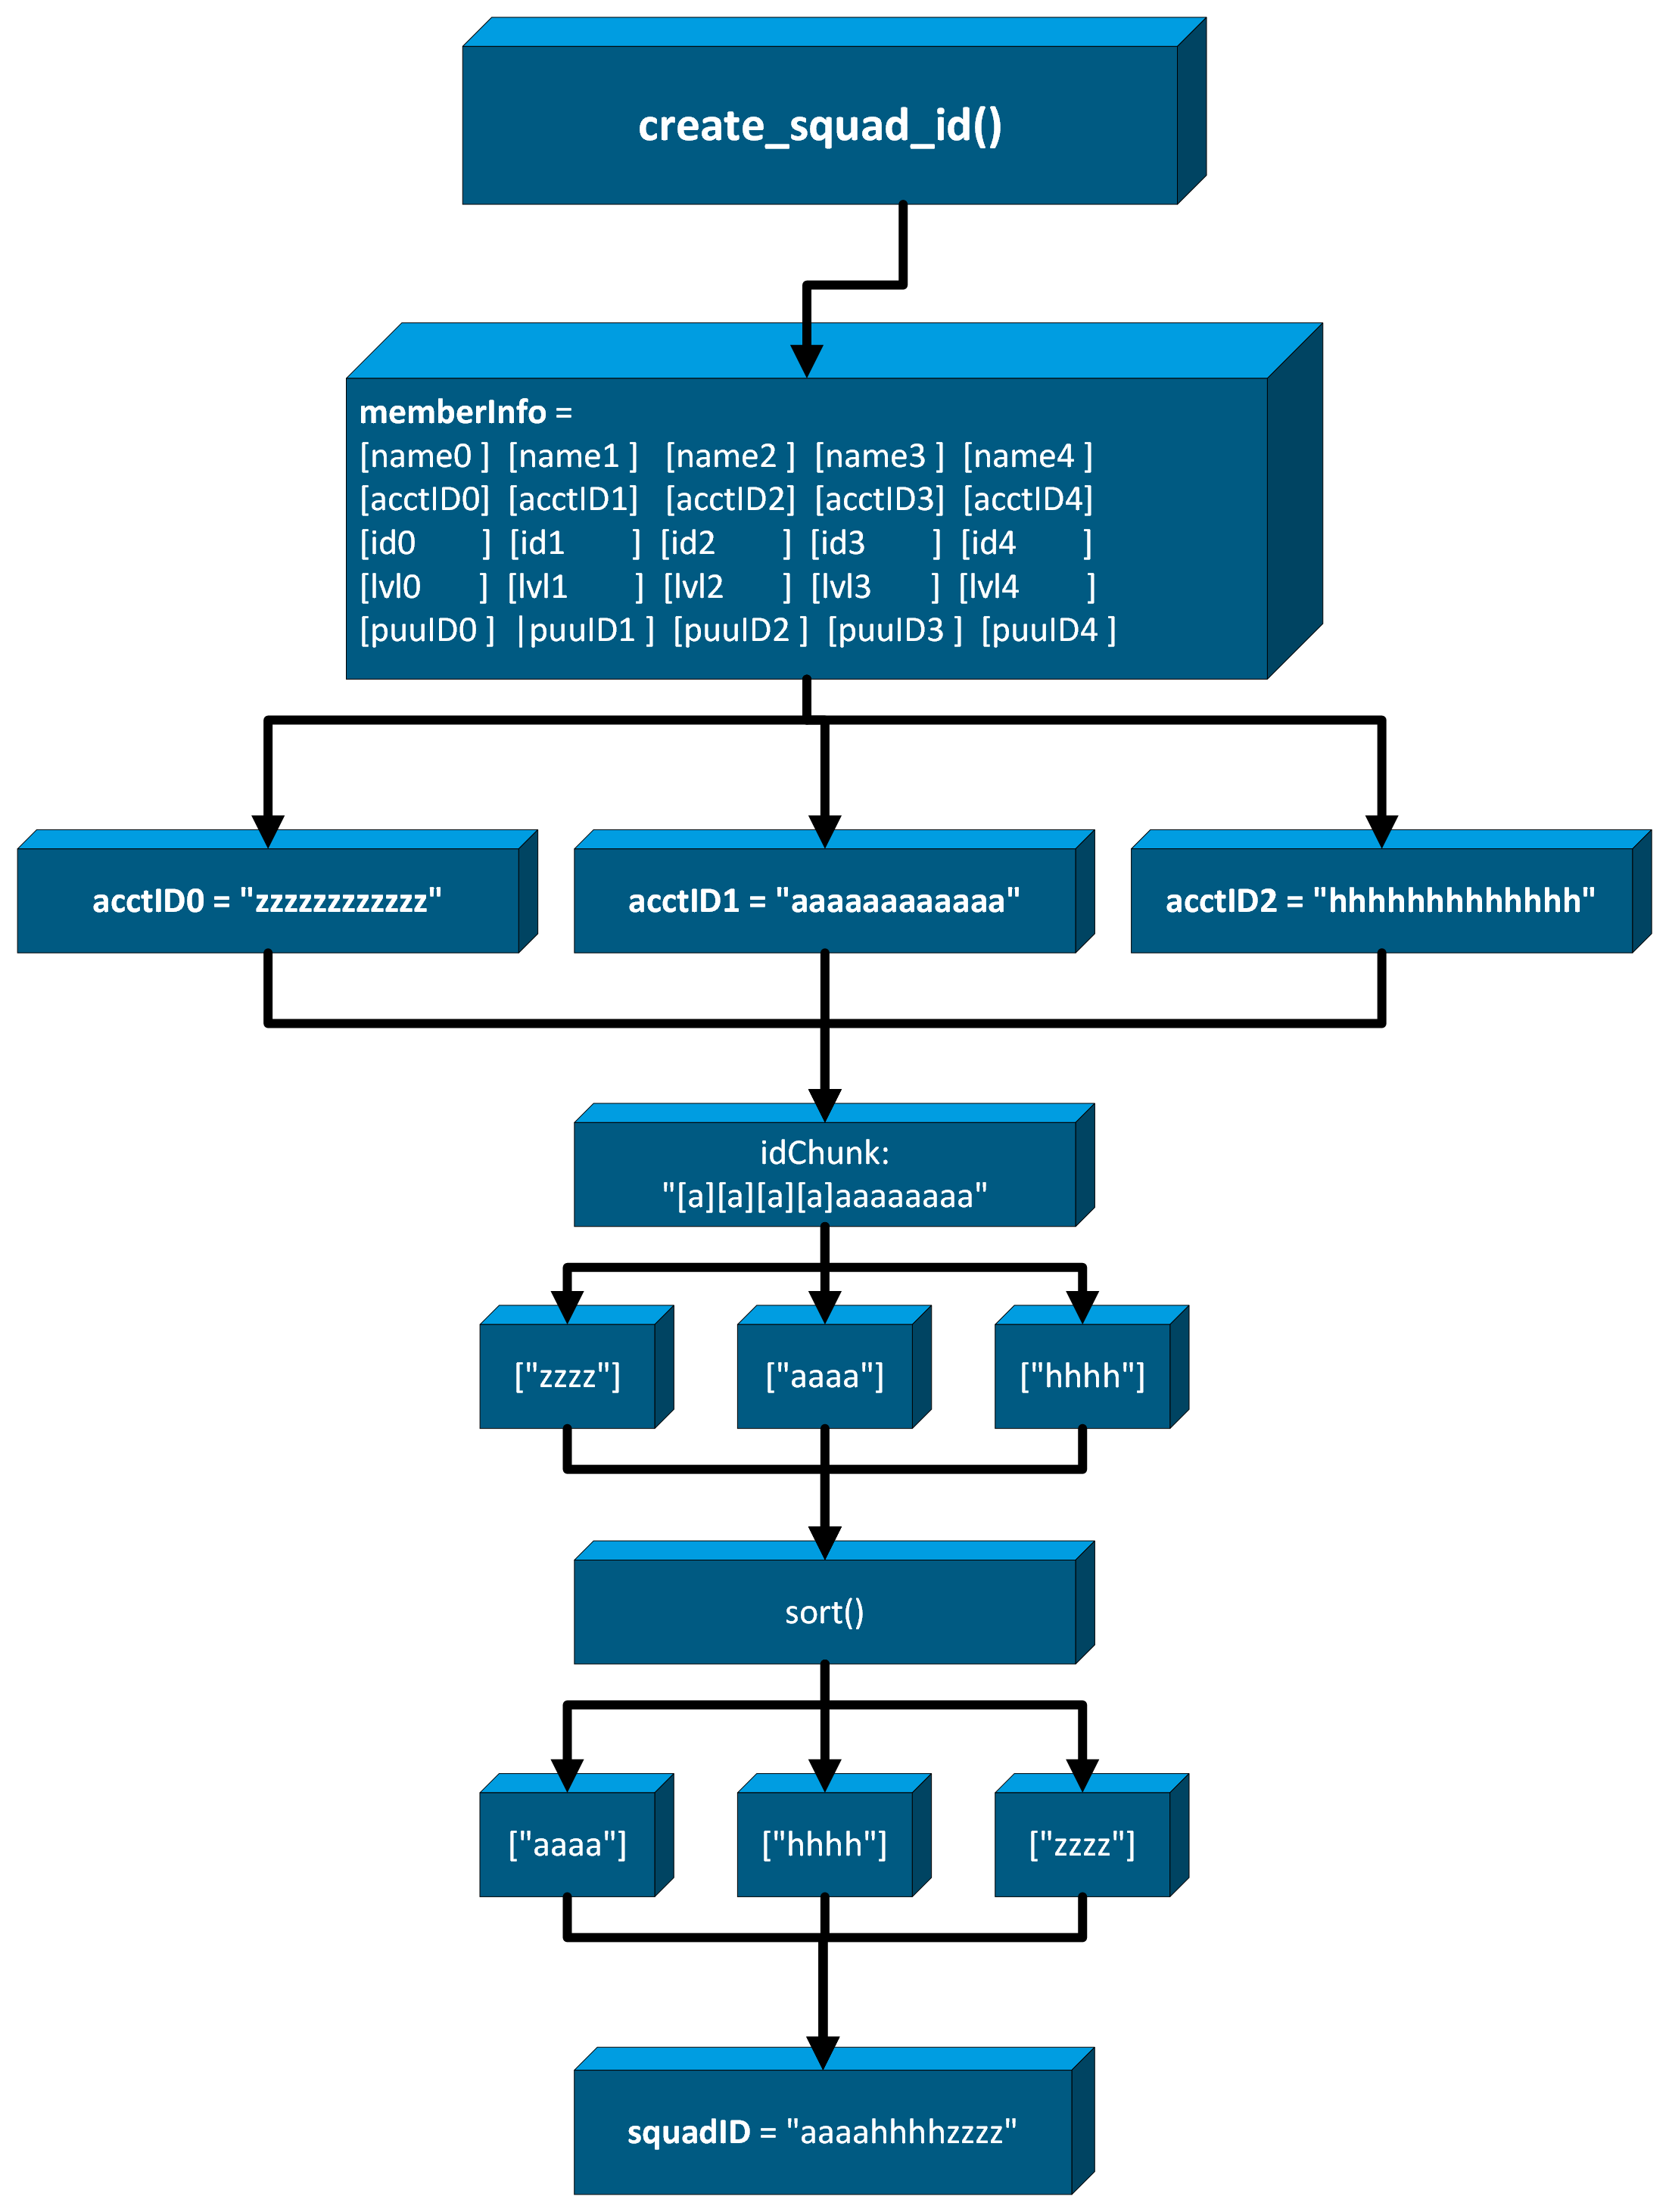 create_squad_id()
memberInfo =
[name0 ] [name1 ] [name2 ] [name3 ] [name4 ]
[acctID0] [acctID1] [acctID2] [acctID3] [acctID4]
[id0 ] [id1 ] [id2 ] [id3 ] [id4 ]
[lvl0 ] [lvl1 ] [lvl2 ] [lvl3 ] [lvl4 ]
[puuID0 ] |puuID1 ] [puuID2 ] [puuID3 ] [puuID4 ]
acctID0 = "zzzzzzzzzzzz" acctID1 = "aaaaaaaaaaaa" acctID2 = "hhhhhhhhhhhhh"
idChunk:
"[a][a][a][a]aaaaaaaa"
["zzzz"] ["aaaa"] ["hhhh"]
sort()
["aaaa"] ["hhhh"] ["zzzz"]
squadID = "aaaahhhhzzzz"